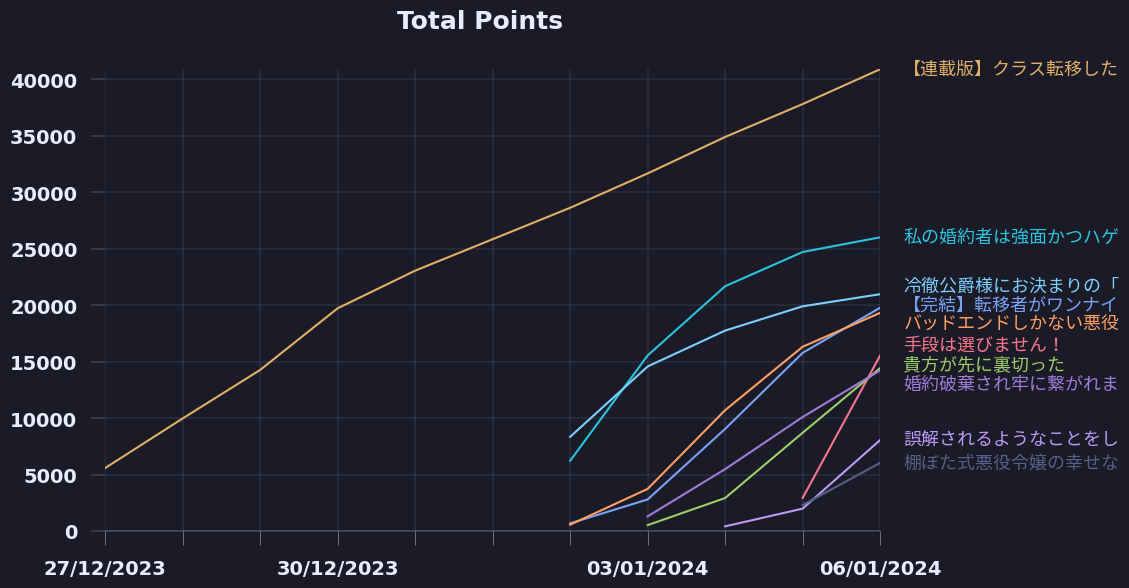 Total Points
40000
35000
30000
25000
20000
15000
10000
5000
0
27/12/2023
30/12/2023
03/01/2024
06/01/2024
【連載版】クラス転移した
私の婚約者は強面かつハゲ
冷徹公爵様にお決まりの「
【完結】転移者がワンナイ
バッドエンドしかない悪役
手段は選びません！
貴方が先に裏切った
婚約破棄され牢に繋がれま
誤解されるようなことをし
棚ぼた式悪役令嬢の幸せな